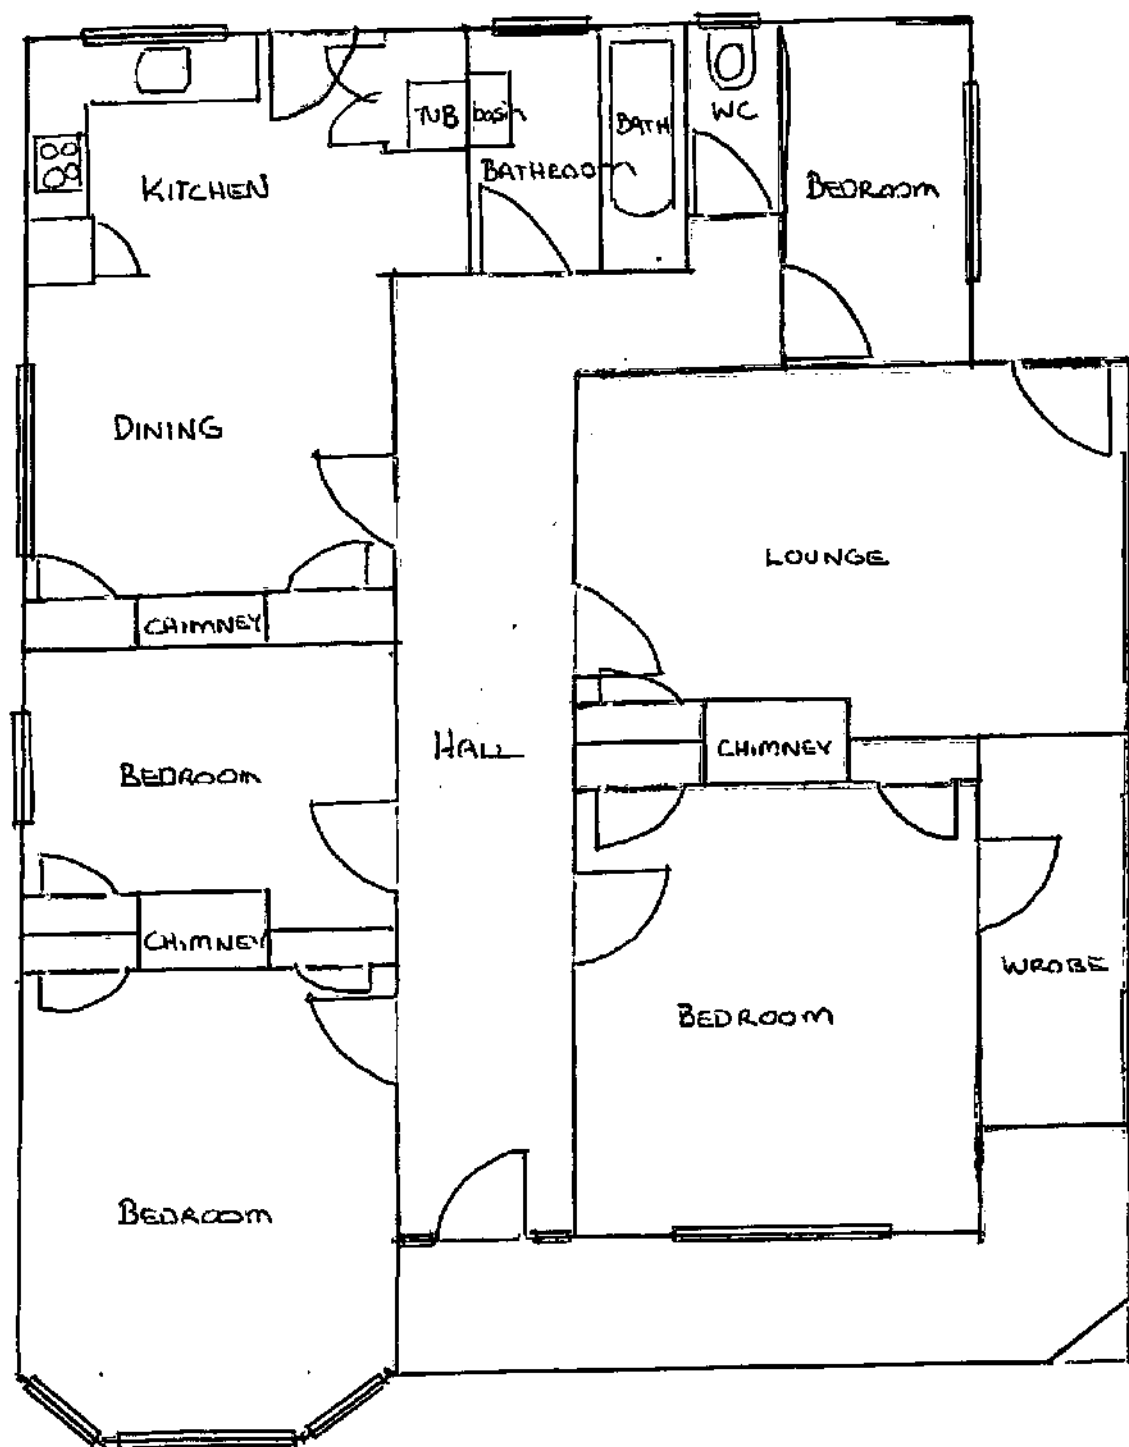 WC
TUB
basin
BATH
KITCHEN
BATHROOM
BEDROOM
DINING
LOUNGE
CHIMNEY
HALL
CHIMNEY
BEDROOM
CHIMNEY
WROBE
BEDROOM
BEDROOM